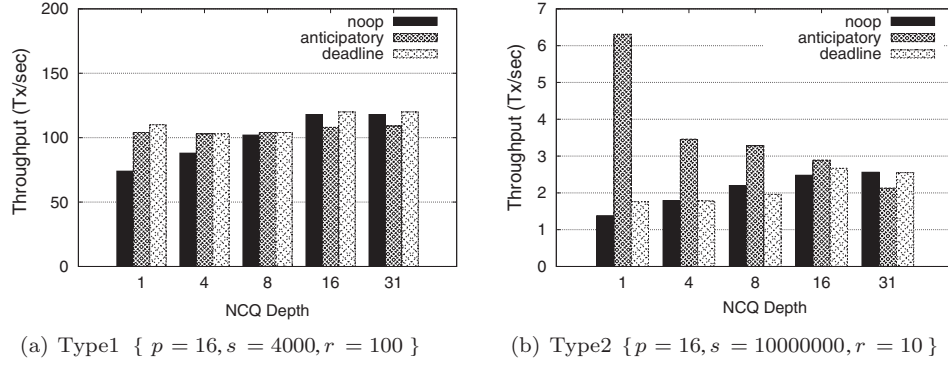 200
150
100
50
0
Throughput (Tx/sec)
noop
anticipatory
deadline
1 4 8 16 31
NCQ Depth
(a) Type1 { p = 16, s = 4000, r = 100 }
7
6
5
4
3
2
1
0
Throughput (Tx/sec)
noop
anticipatory
deadline
1 4 8 16 31
NCQ Depth
(b) Type2 {p = 16, s = 10000000, r = 10}